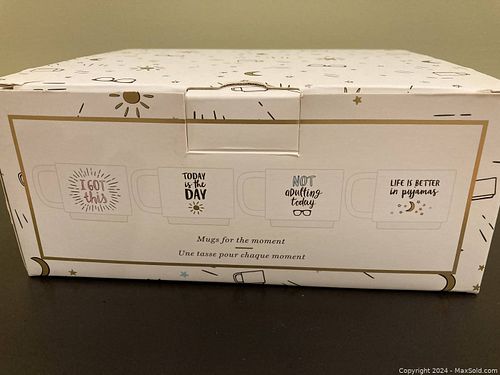 I GOT
this
TODAY
is the
DAY
NOT
aDulting
today
LIFE IS BETTER
in pyjamas
Mugs for the moment
Une tasse pour chaque moment
Copyright 2024 - MaxSold.com